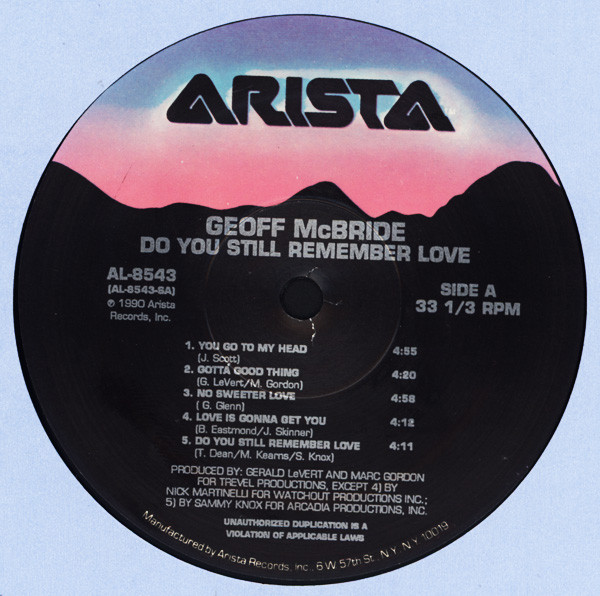 ARISTA
GEOFF McBRIDE
DO YOU STILL REMEMBER LOVE
AL-8543
(AL-8543-SA)
℗ 1990 Arista
Records, Inc.
SIDE A
33 1/3 RPM
1. YOU GO TO MY HEAD 4:55
(J. Scott)
2. GOTTA GOOD THING 4:20
(G. LeVert/M. Gordon)
3. NO SWEETER LOVE 4:58
( G. Glenn)
4. LOVE IS GONNA GET YOU 4:12
(B. Eastmond/J. Skinner)
5. DO YOU STILL REMEMBER LOVE 4:11
(T. Dean/M. Kearns/S. Knox)
PRODUCED BY: GERALD LeVERT AND MARC GORDON
FOR TREVEL PRODUCTIONS, EXCEPT 4) BY
NICK MARTINELLI FOR WATCHOUT PRODUCTIONS INC.;
5) BY SAMMY KNOX FOR ARCADIA PRODUCTIONS, INC.
UNAUTHORIZED DUPLICATION IS A
VIOLATION OF APPLICABLE LAWS
Manufactured by Arista Records, Inc., 6 W 57th St., N.Y. N.Y. 10019